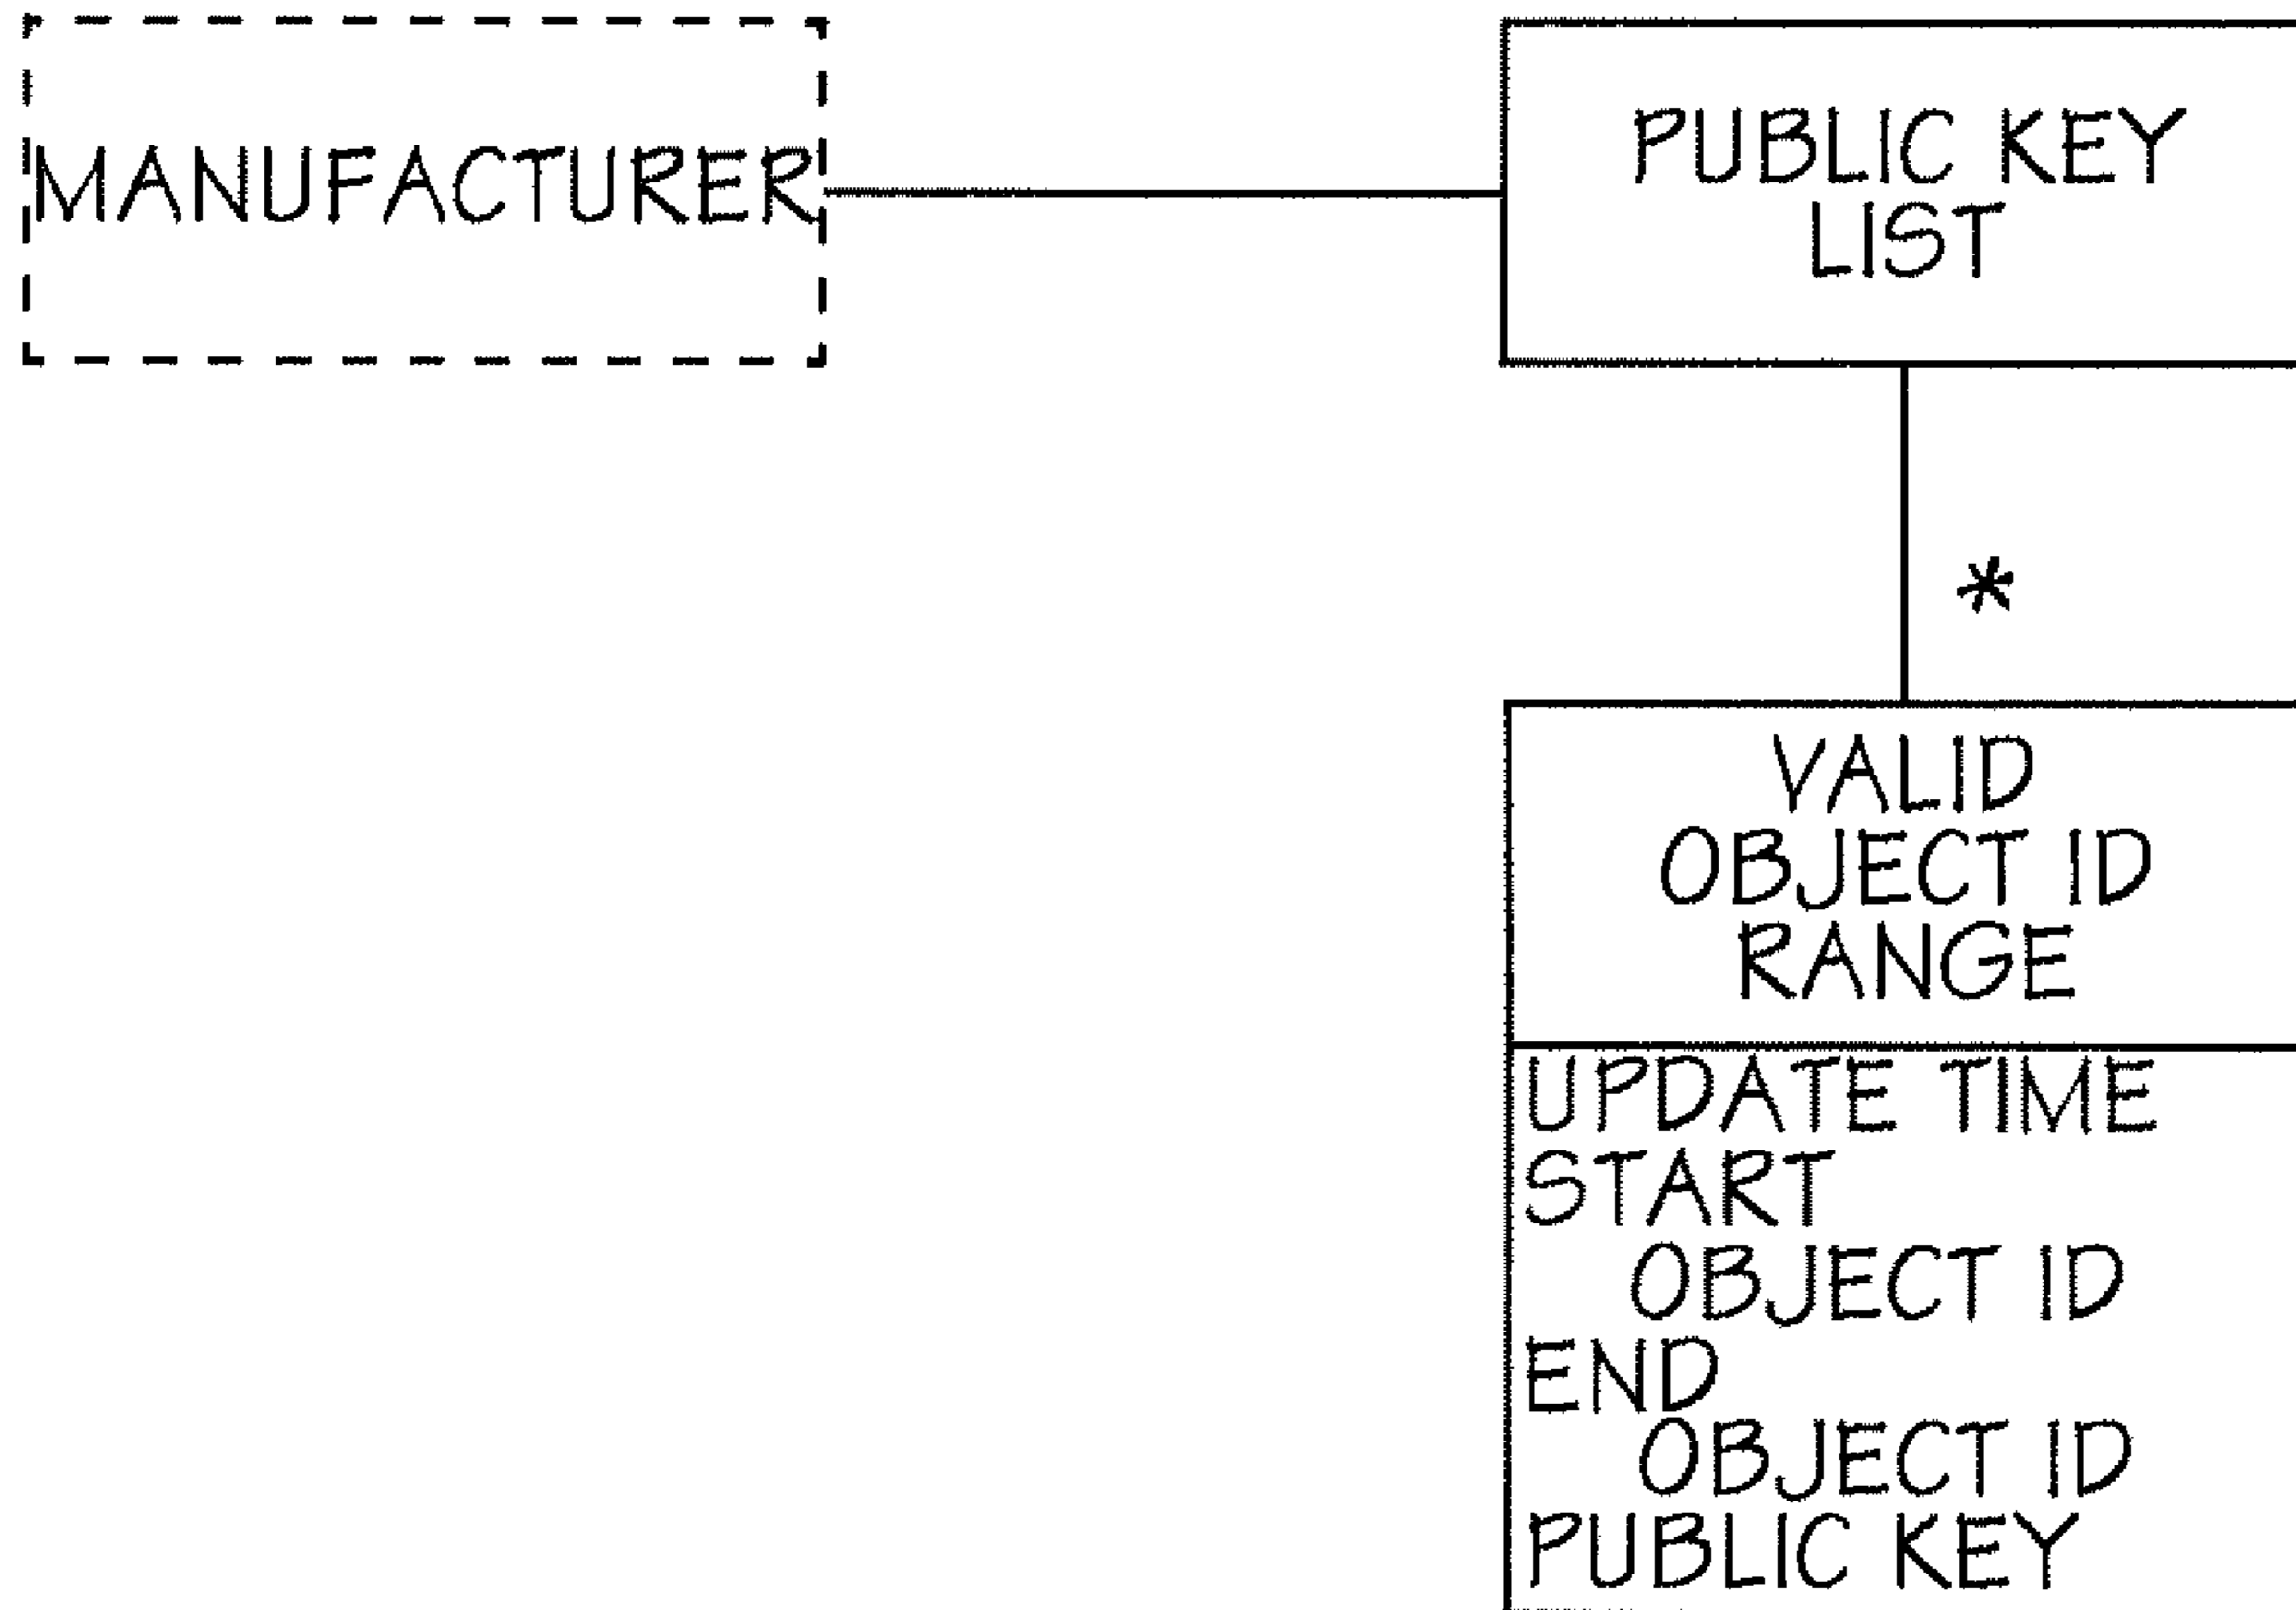 MANUFACTURER
PUBLIC KEY
LIST
*
VALID
OBJECT ID
RANGE
UPDATE TIME
START
OBJECT ID
END
OBJECT ID
PUBLIC KEY